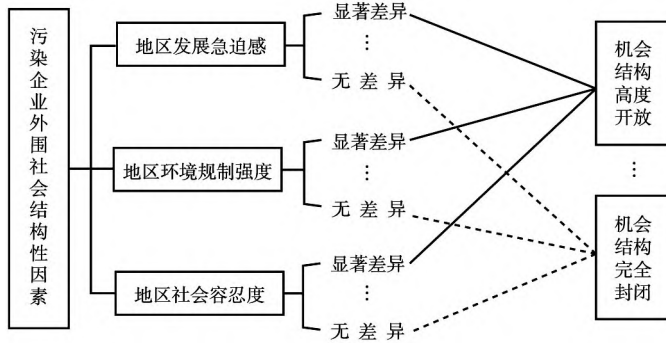 污染企业外围社会结构性因素
地区发展急迫感
显著差异
⋮
无差异
地区环境规制强度
显著差异
⋮
无差异
地区社会容忍度
显著差异
⋮
无差异
机会
结构
高度
开放
⋮
机会
结构
完全
封闭